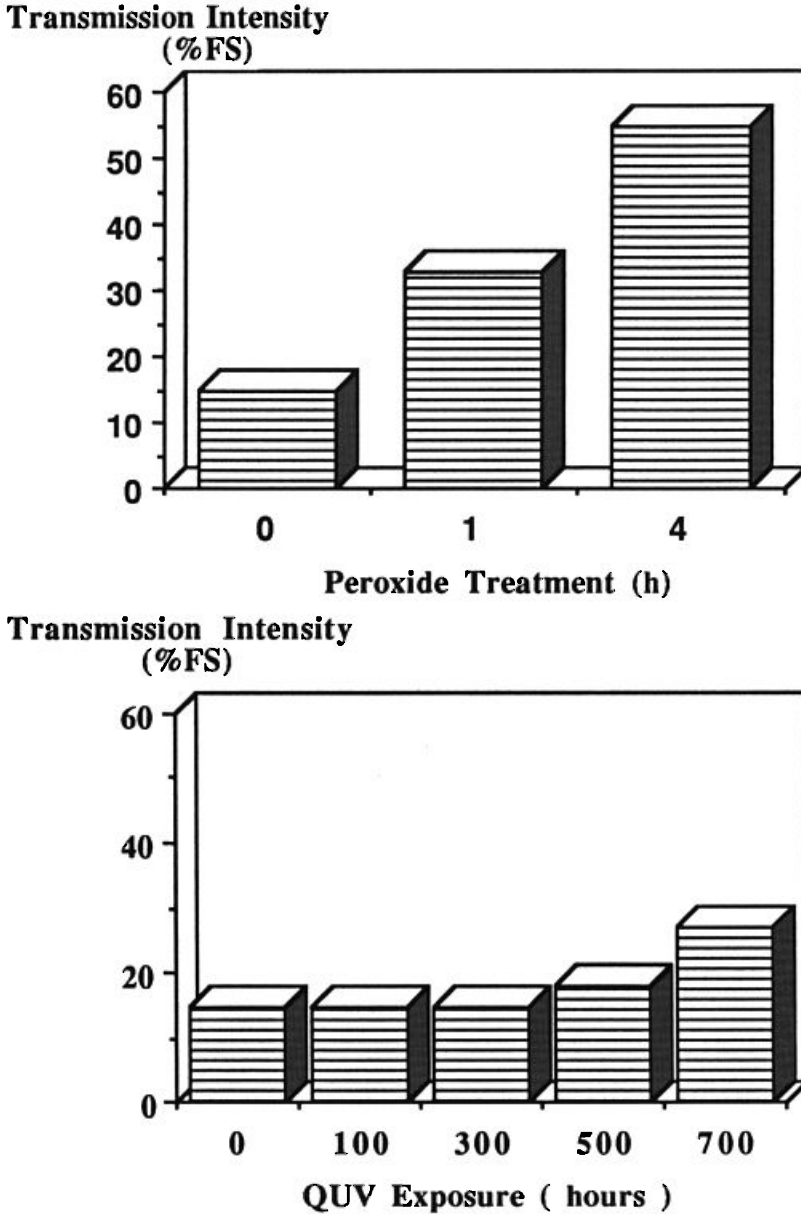 Transmission Intensity
(%FS)
60
50
40
30
20
10
0
0 1 4
Peroxide Treatment (h)
Transmission Intensity
(%FS)
60
40
20
0
0 100 300 500 700
QUV Exposure ( hours )